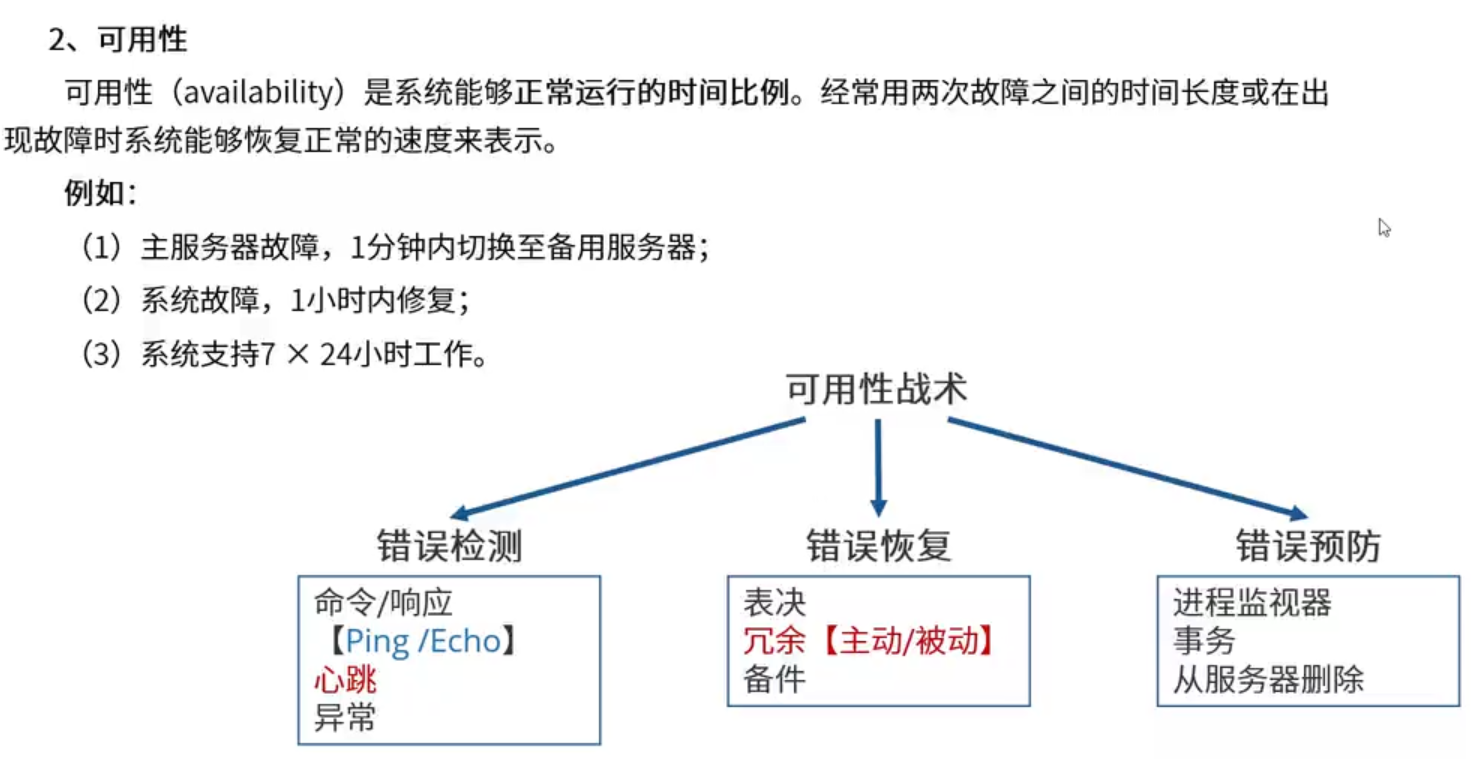 2、可用性
可用性（availability）是系统能够正常运行的时间比例。经常用两次故障之间的时间长度或在出
现故障时系统能够恢复正常的速度来表示。
例如：
（1）主服务器故障，1分钟内切换至备用服务器；
（2）系统故障，1小时内修复；
（3）系统支持7 × 24小时工作。
可用性战术
错误检测
命令/响应
【Ping /Echo】
心跳
异常
错误恢复
表决
冗余【主动/被动】
备件
错误预防
进程监视器
事务
从服务器删除